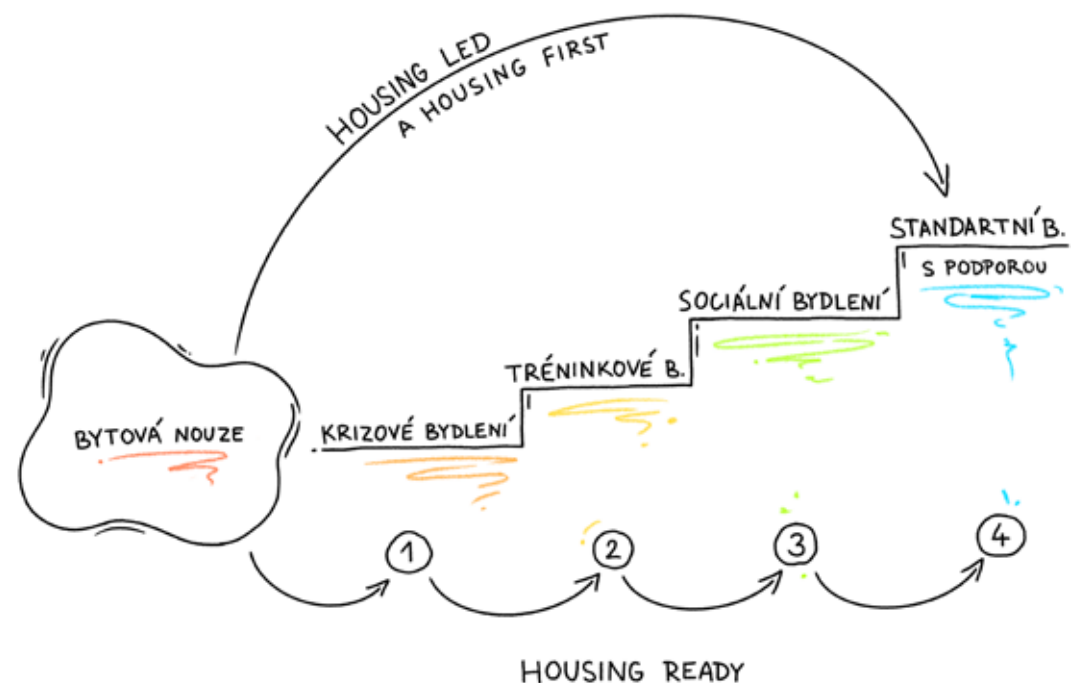 HOUSING LED
A HOUSING FIRST
STANDARTNÍ B.
S PODPOROU
SOCIÁLNÍ BYDLENÍ
TRÉNINKOVÉ B.
KRIZOVÉ BYDLENÍ
BYTOVÁ NOUZE
1
2
3
4
HOUSING READY